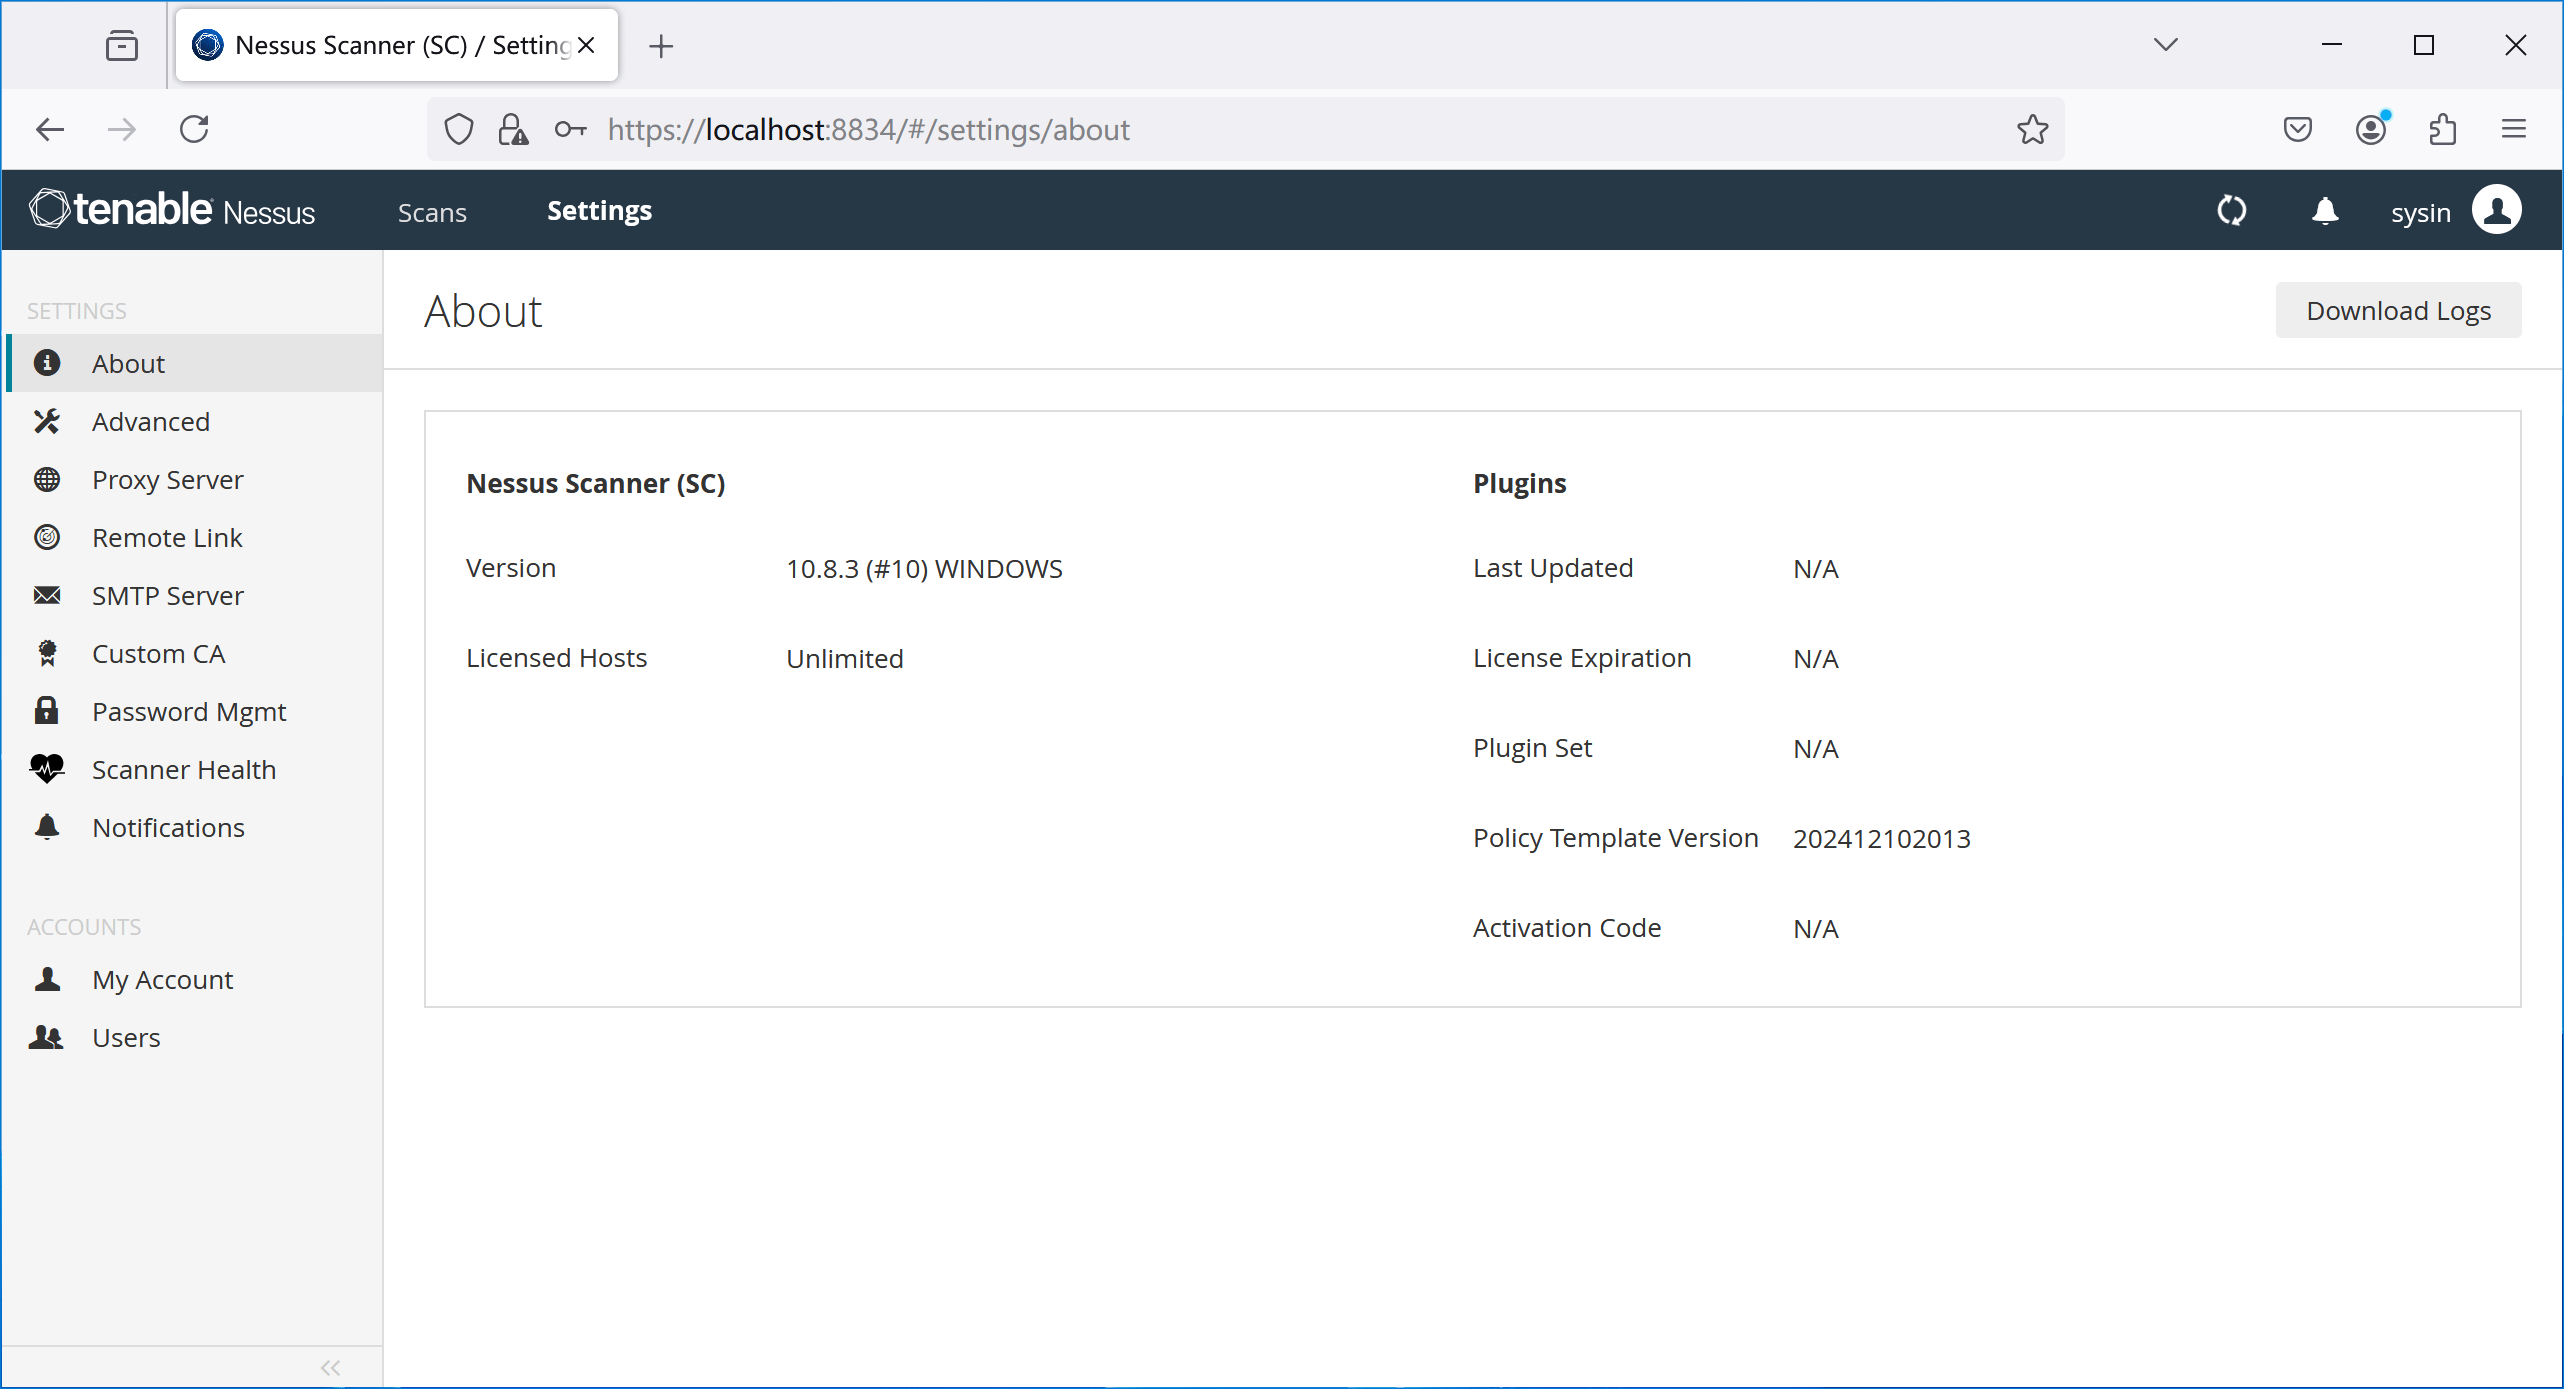 Nessus Scanner (SC) / Setting
https://localhost:8834/#/settings/about
tenable Nessus
Scans
Settings
sysin
SETTINGS
About
Advanced
Proxy Server
Remote Link
SMTP Server
Custom CA
Password Mgmt
Scanner Health
Notifications
ACCOUNTS
My Account
Users
About
Download Logs
Nessus Scanner (SC)
Version 10.8.3 (#10) WINDOWS
Licensed Hosts Unlimited
Plugins
Last Updated N/A
License Expiration N/A
Plugin Set N/A
Policy Template Version 202412102013
Activation Code N/A